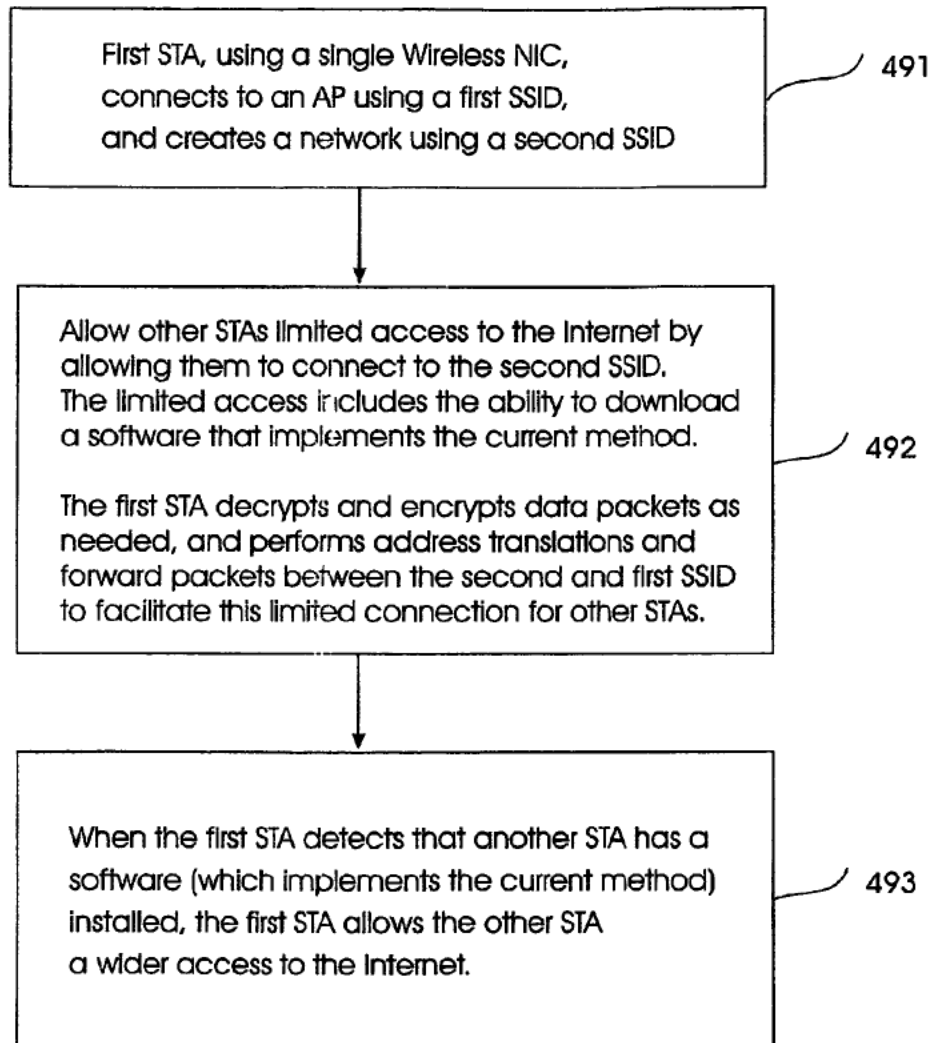 First STA, using a single Wireless NIC,
connects to an AP using a first SSID,
and creates a network using a second SSID
491
Allow other STAs limited access to the Internet by
allowing them to connect to the second SSID.
The limited access includes the ability to download
a software that implements the current method.
492
The first STA decrypts and encrypts data packets as
needed, and performs address translations and
forward packets between the second and first SSID
to facilitate this limited connection for other STAs.
When the first STA detects that another STA has a
software (which implements the current method)
493
installed, the first STA allows the other STA
a wider access to the Internet.